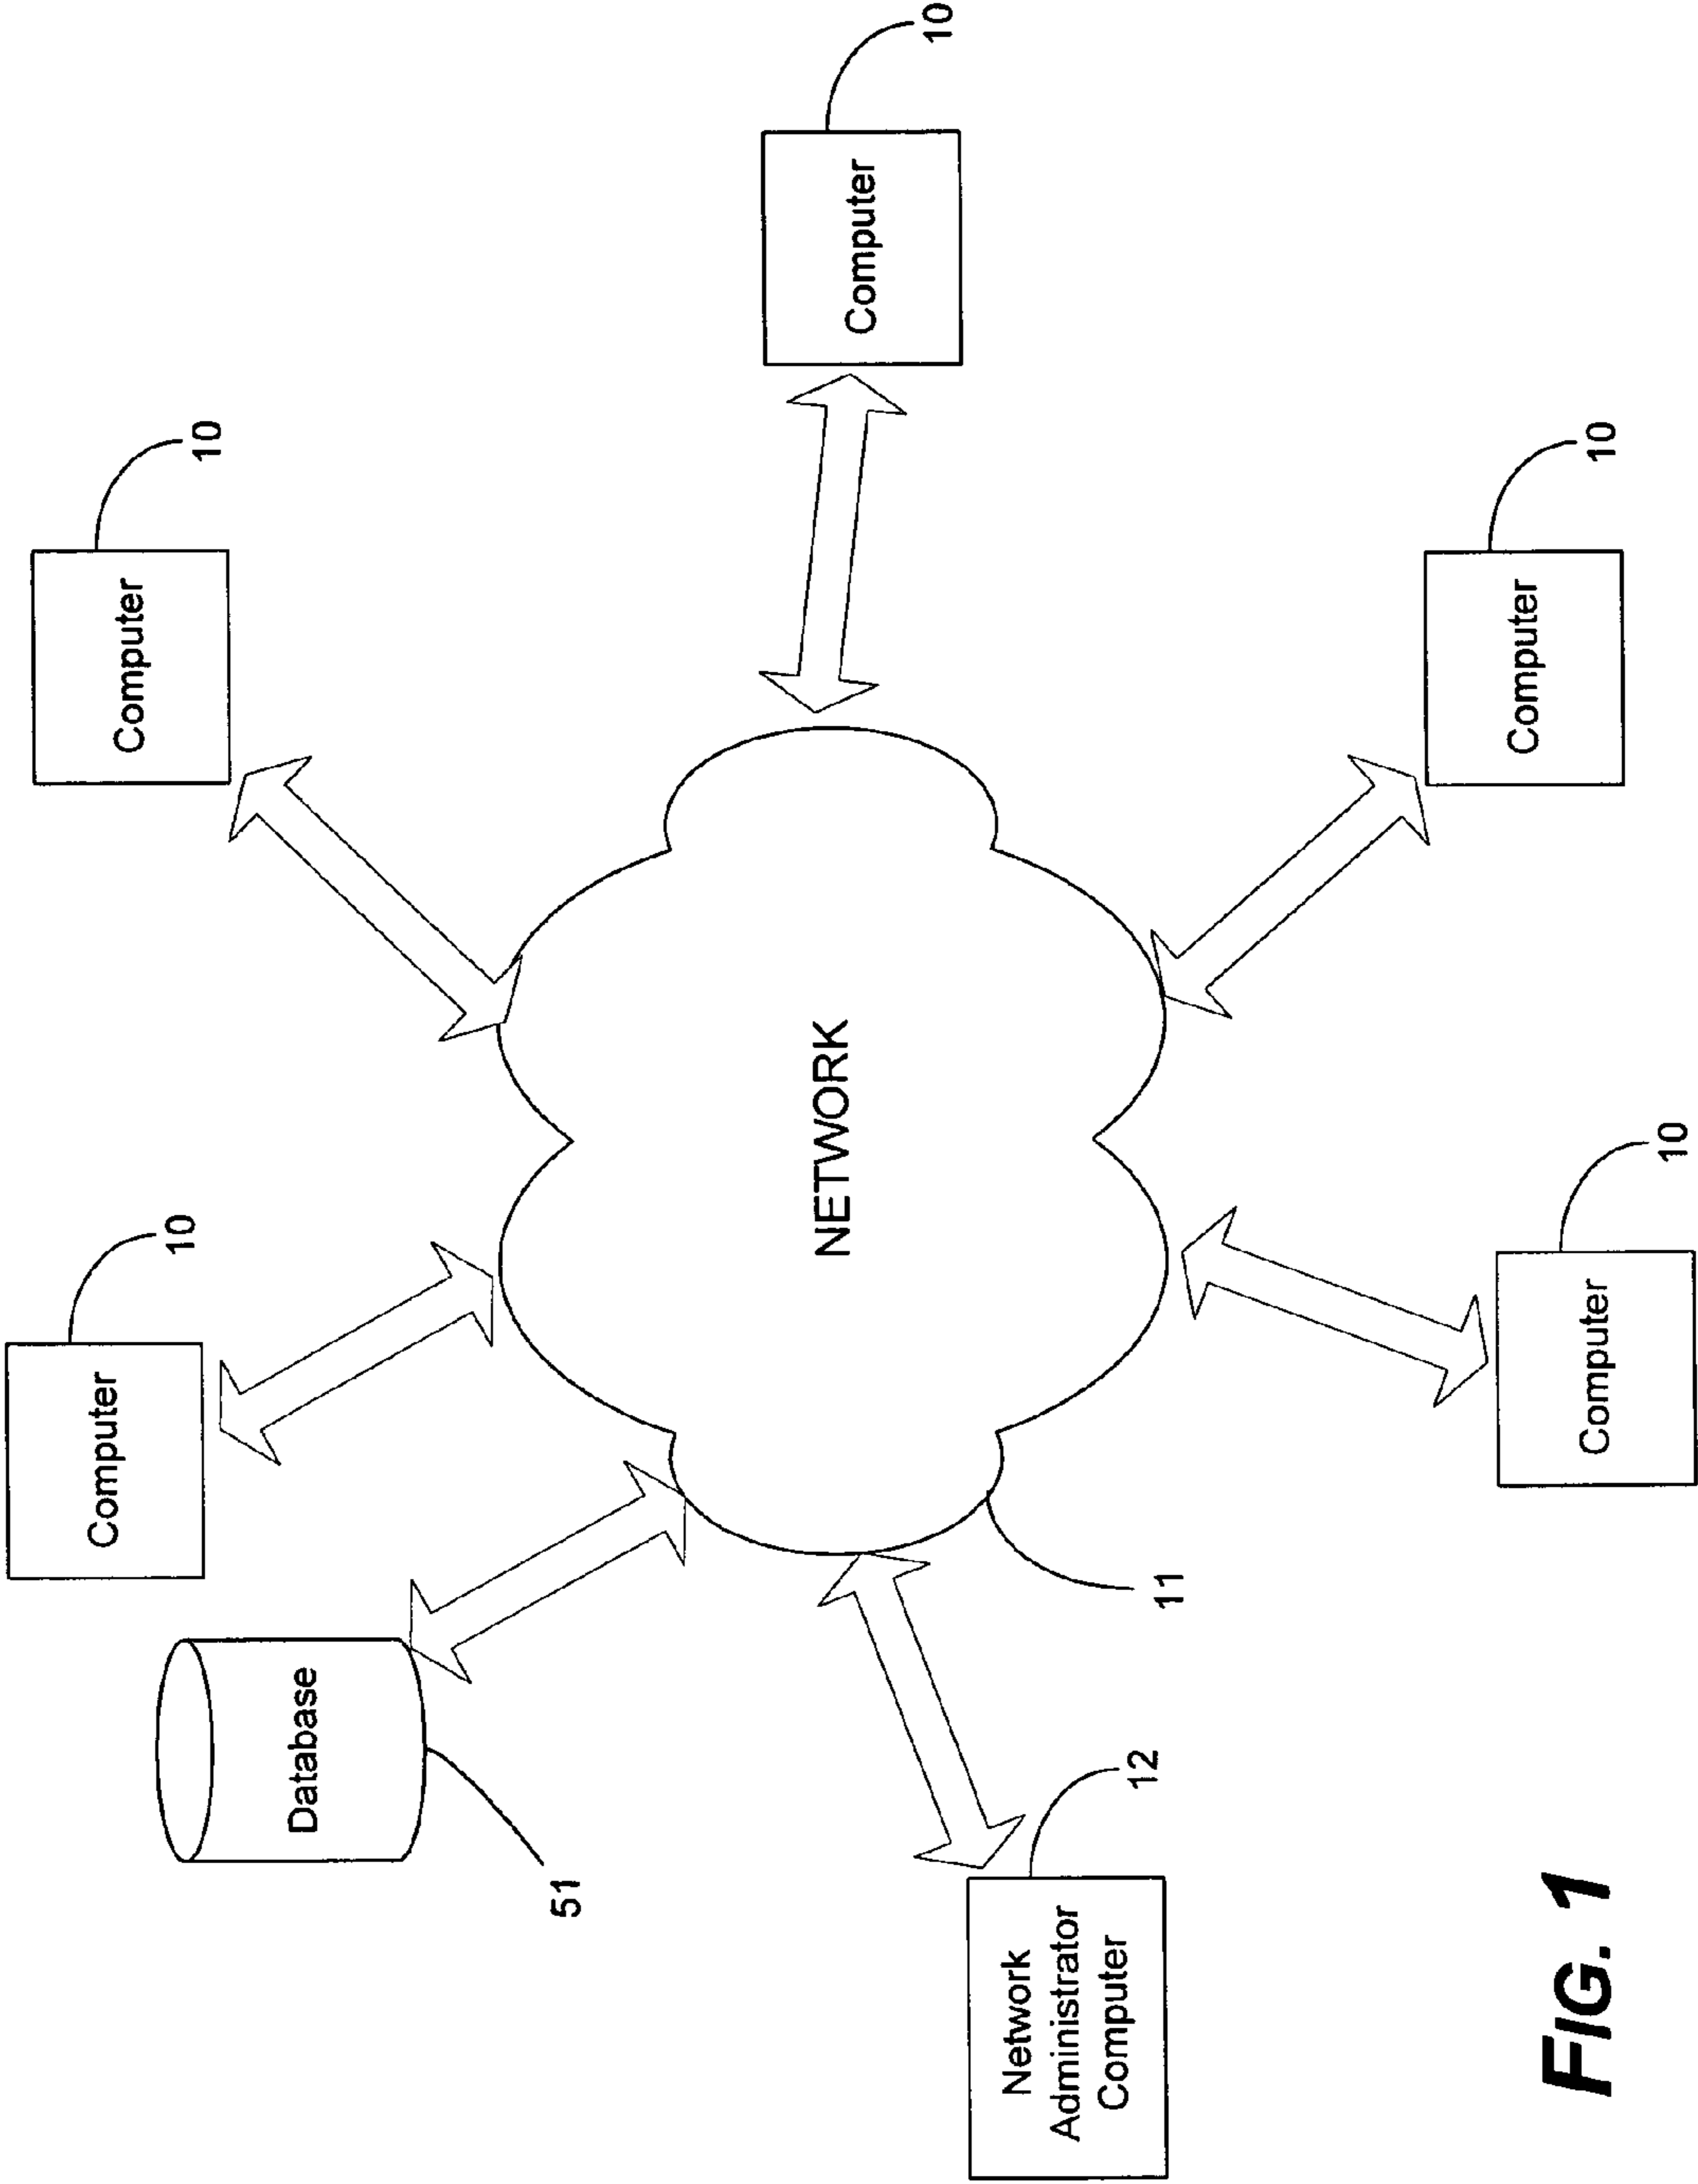 Computer
10
Computer
10
Database
51
Computer
10
NETWORK
11
Network
Administrator
Computer
12
Computer
10
Computer
10
FIG. 1